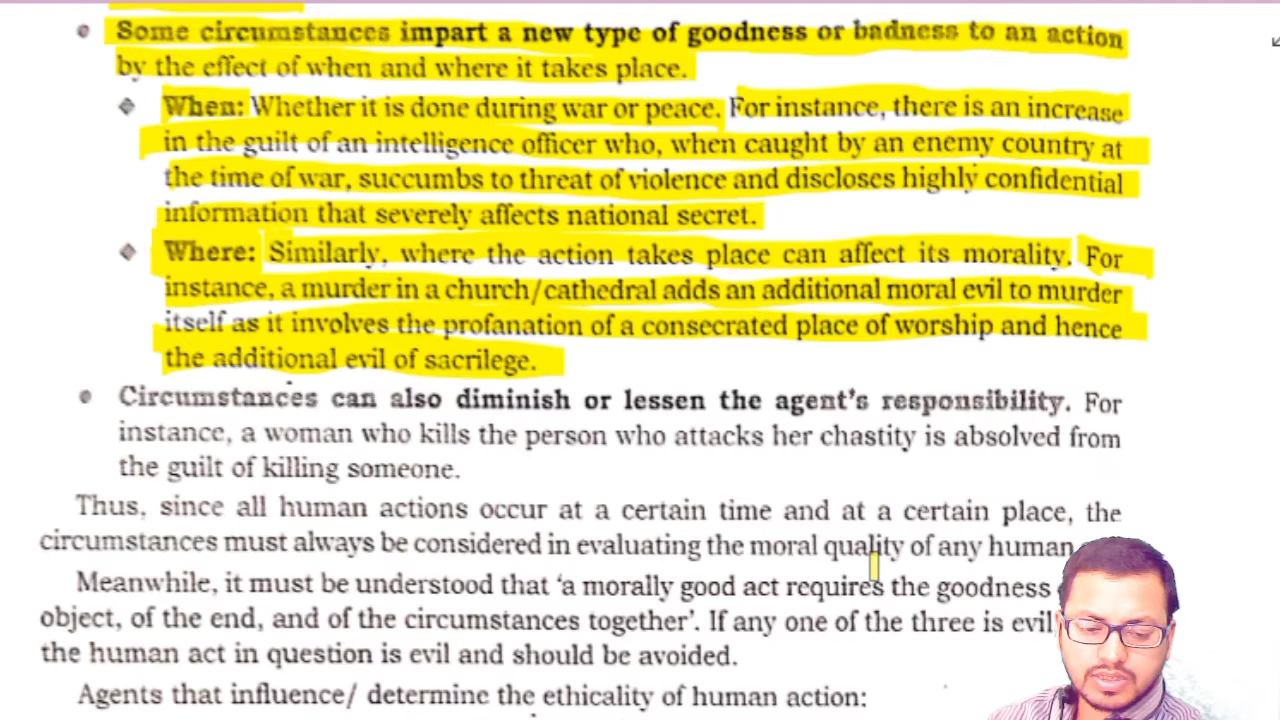 Some circumstances impart a new type of goodness or badness to an action
by the effect of when and where it takes place.
When: Whether it is done during war or peace. For instance, there is an increase
in the guilt of an intelligence officer who, when caught by an enemy country at
the time of war, succumbs to threat of violence and discloses highly confidential
information that severely affects national secret.
Where: Similarly, where the action takes place can affect its morality. For
instance, a murder in a church/cathedral adds an additional moral evil to murder
itself as it involves the profanation of a consecrated place of worship and hence
the additional evil of sacrilege.
Circumstances can also diminish or lessen the agent's responsibility. For
instance, a woman who kills the person who attacks her chastity is absolved from
the guilt of killing someone.
Thus, since all human actions occur at a certain time and at a certain place, the
circumstances must always be considered in evaluating the moral quality of any human
Meanwhile, it must be understood that 'a morally good act requires the goodness
object, of the end, and of the circumstances together'. If any one of the three is evil
the human act in question is evil and should be avoided.
Agents that influence/ determine the ethicality of human action: